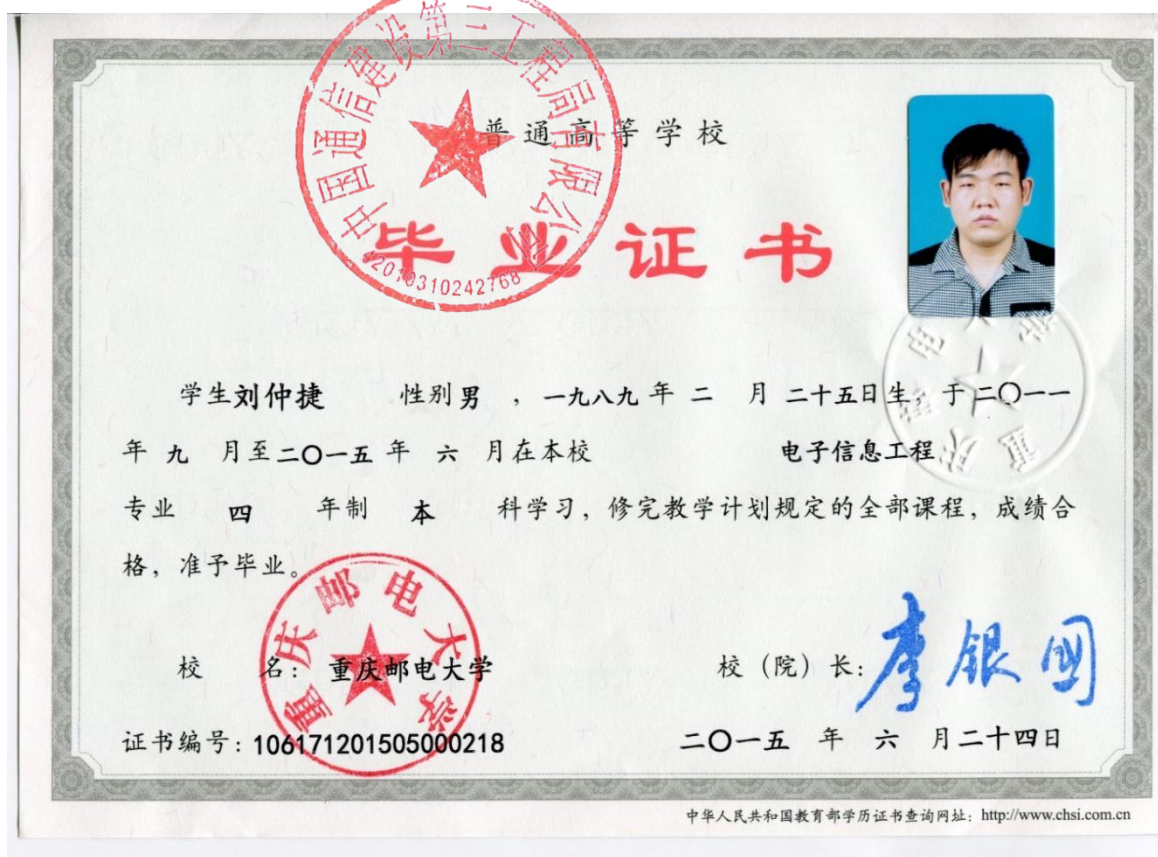 中国通信建设第三工程局有限公司
42010310242768
普通高等学校
毕业证书
学生刘仲捷 性别男，一九八九年二月二十五日生，于二〇一一
年九月至二〇一五年六月在本校 电子信息工程
专业 四 年制 本 科学习，修完教学计划规定的全部课程，成绩合
格，准予毕业。
重庆邮电大学
重庆邮电大学
校 名：重庆邮电大学 校（院）长：李银国
证书编号：106171201505000218 二〇一五年六月二十四日
中华人民共和国教育部学历证书查询网址：http://www.chsi.com.cn